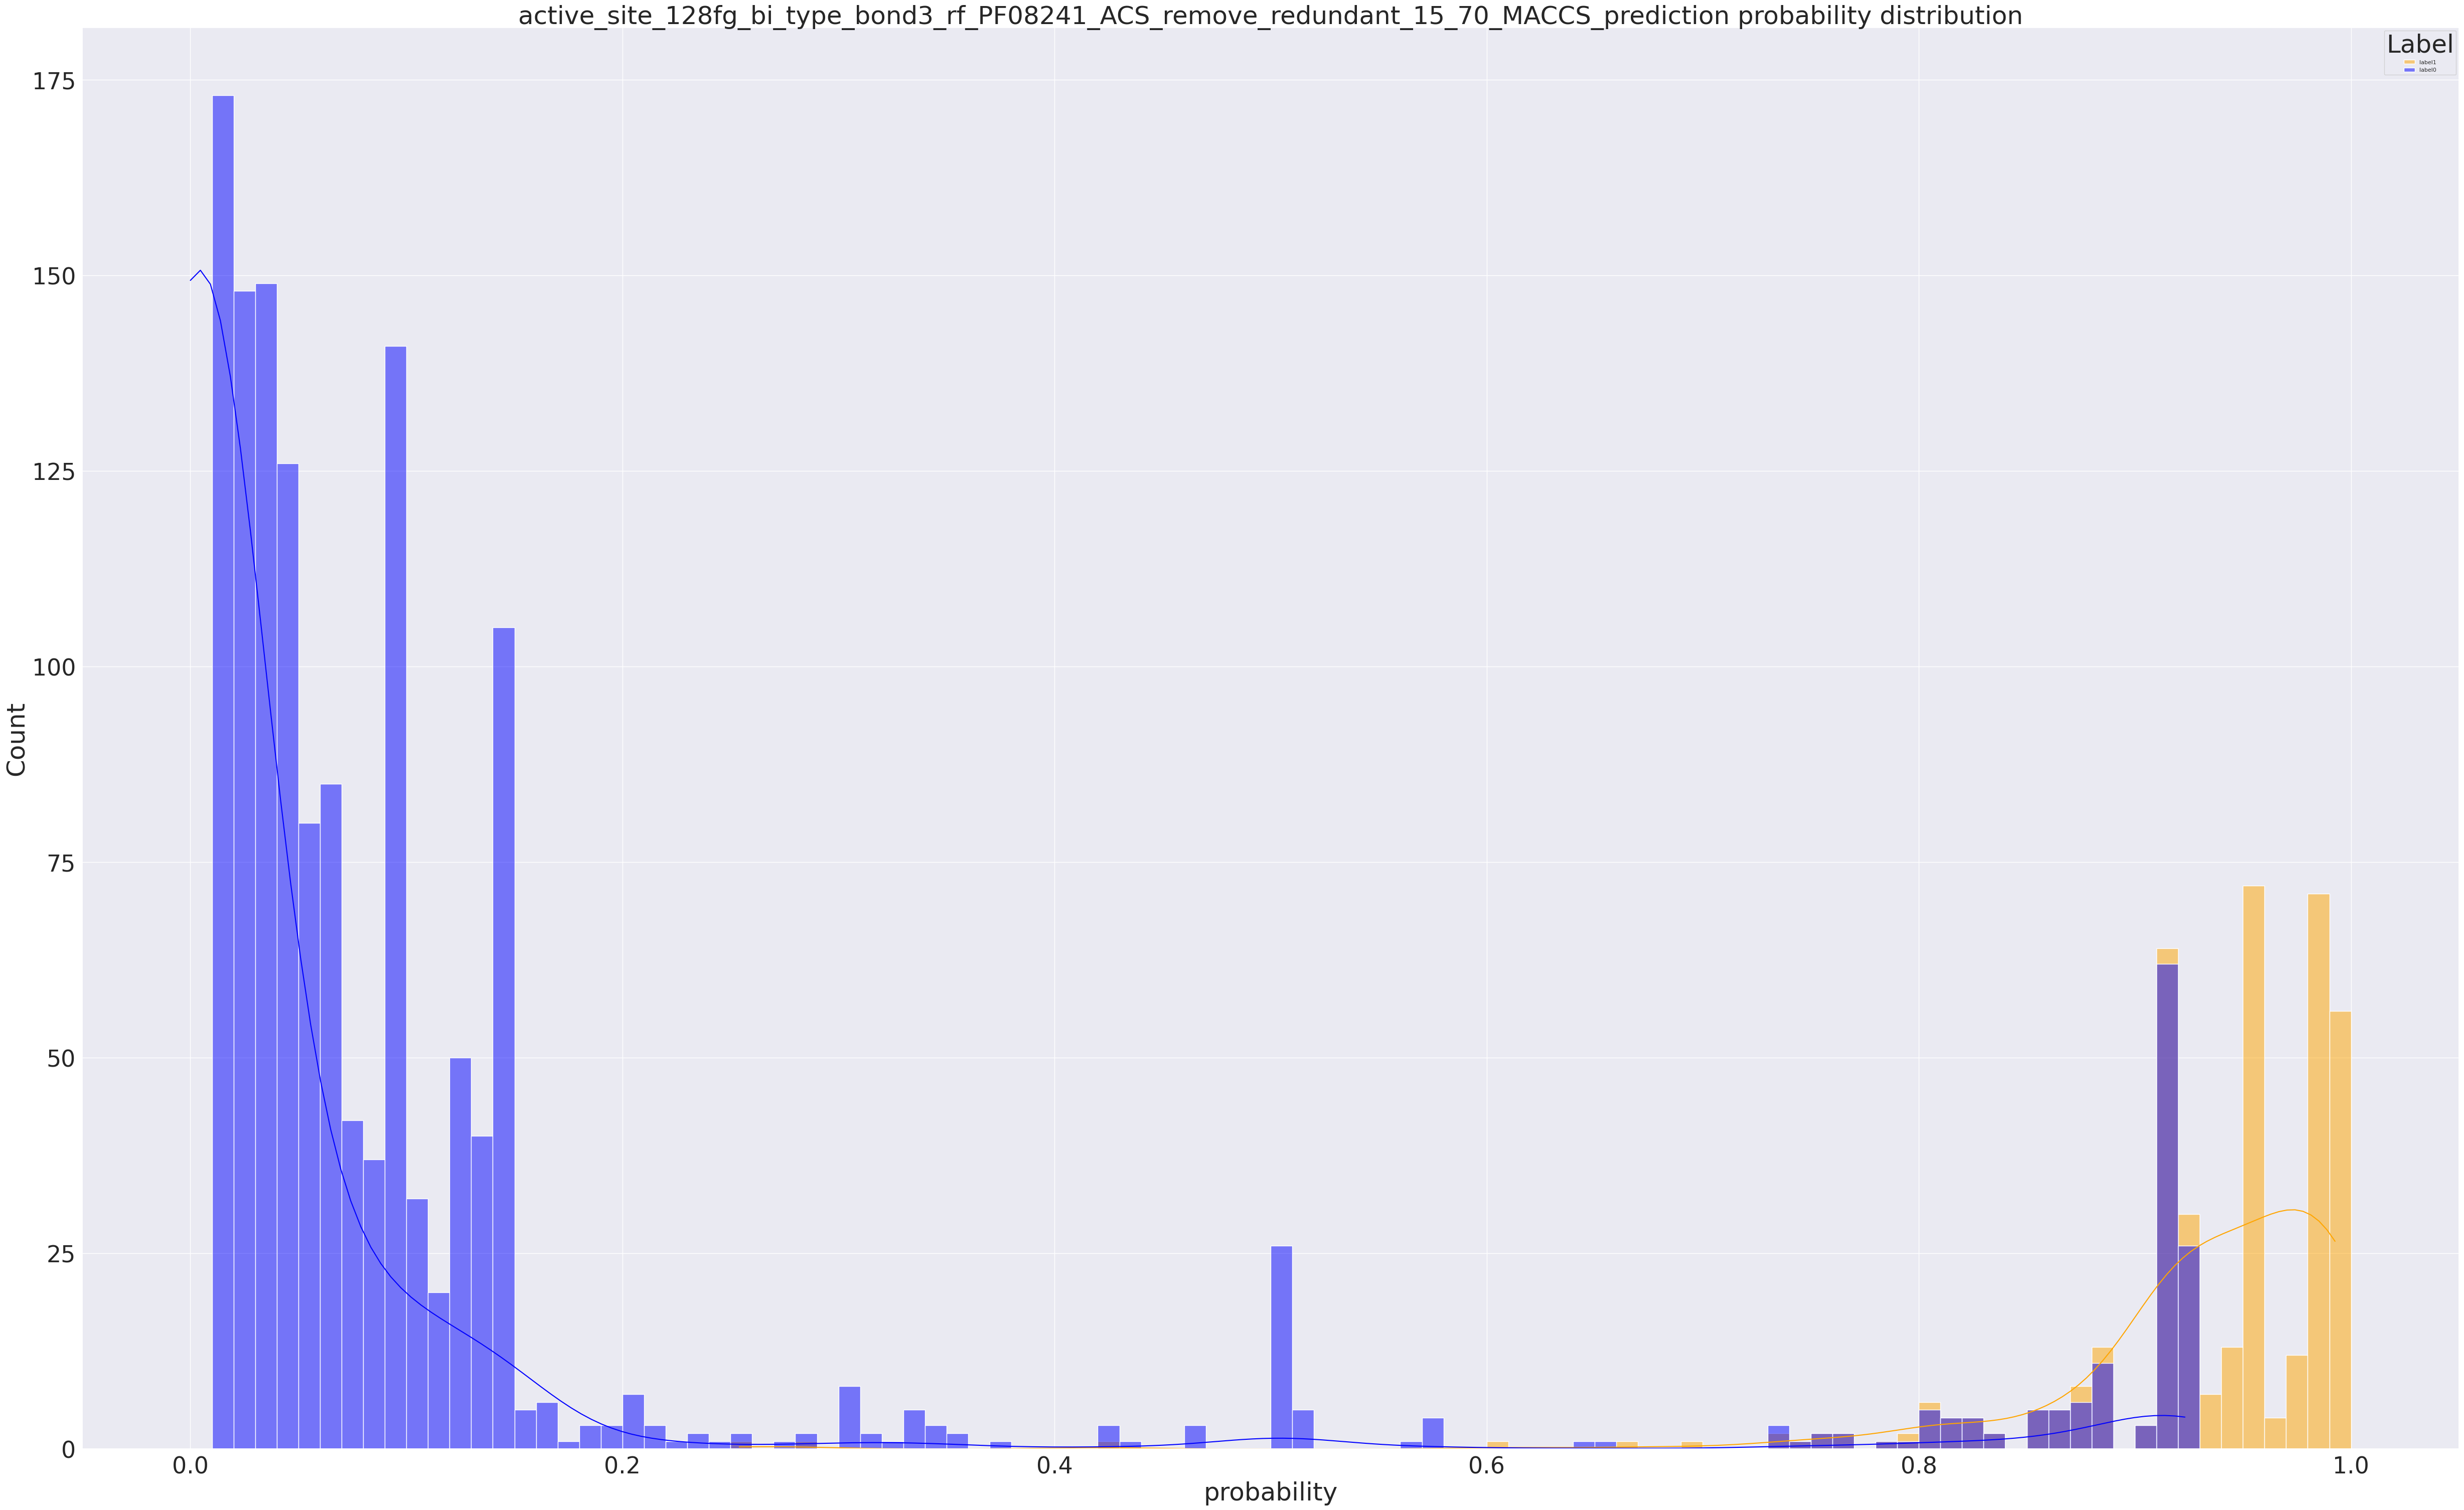 active_site_128fg_bi_type_bond3_rf_PF08241_ACS_remove_redundant_15_70_MACCS_prediction probability distribution
Label
label1
label0
175
150
125
100
75
50
25
0
Count
0.0 0.2 0.4 0.6 0.8 1.0
probability